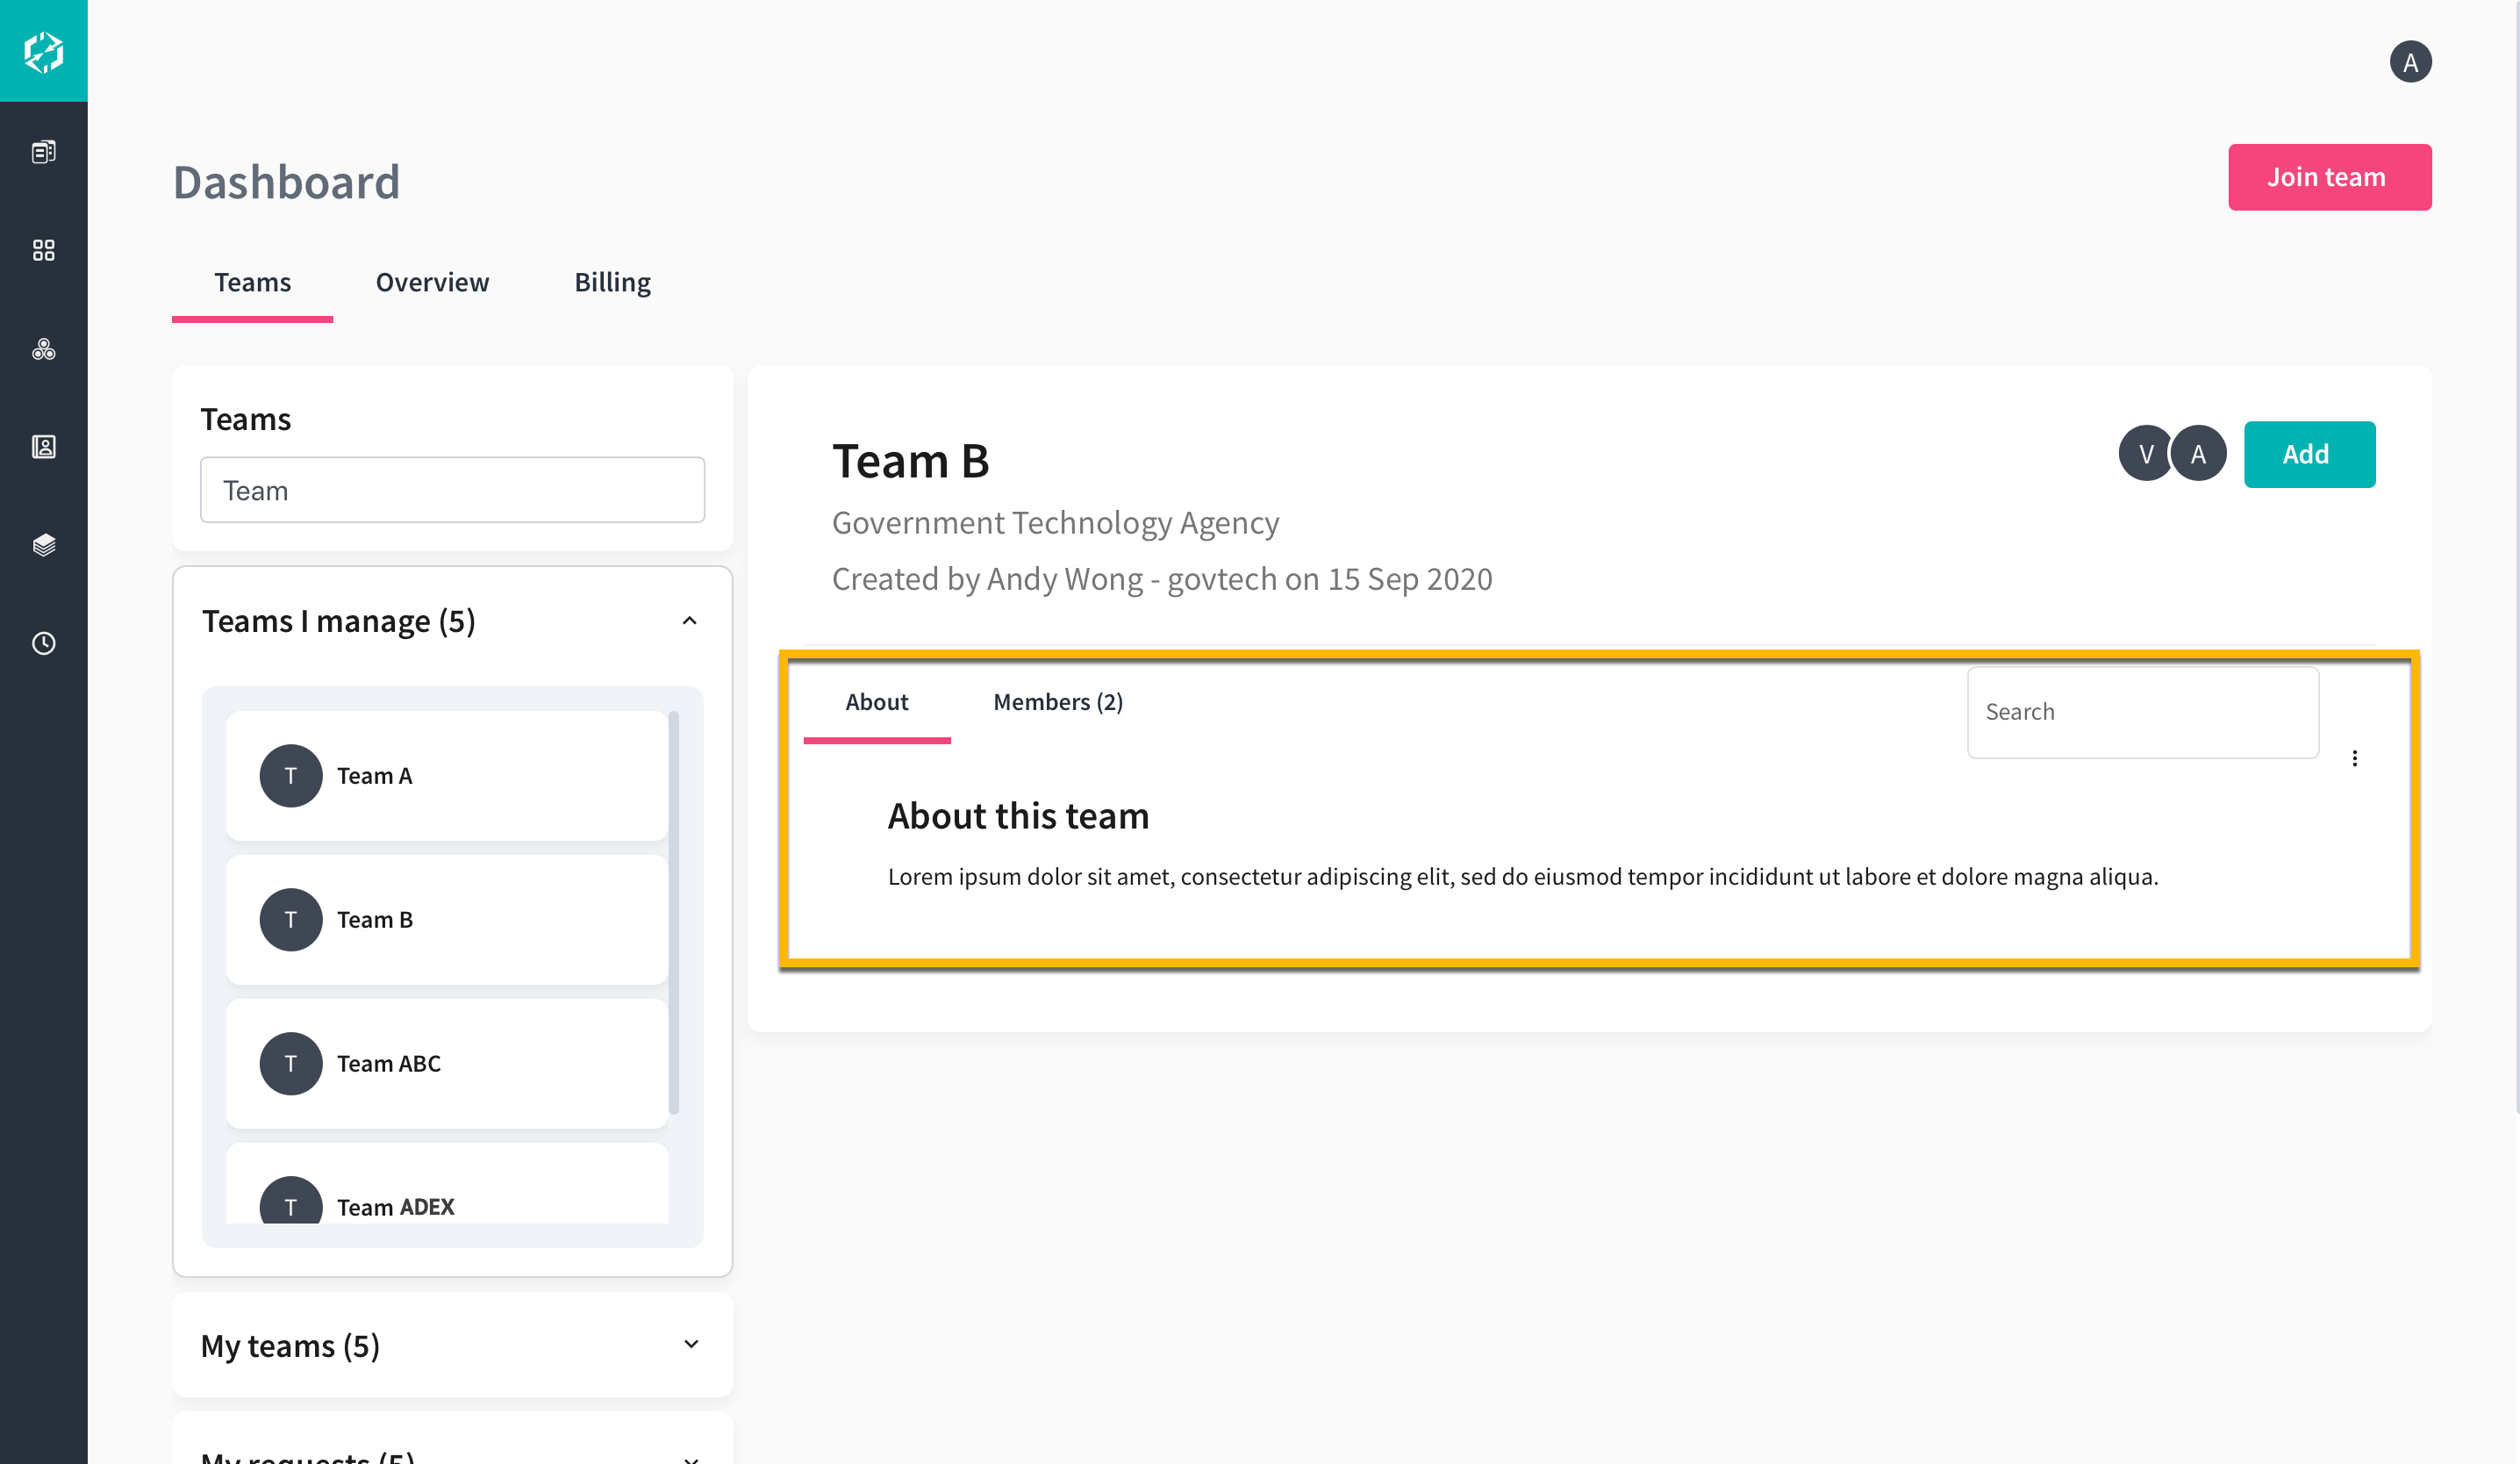 A
Dashboard
Join team
Teams
Overview
Billing
Teams
Team
Teams I manage (5)
T
Team A
T
Team B
T
Team ABC
T
Team ADEX
My teams (5)
My requests (5)
Team B
V
A
Add
Government Technology Agency
Created by Andy Wong - govtech on 15 Sep 2020
About
Members (2)
Search
About this team
Lorem ipsum dolor sit amet, consectetur adipiscing elit, sed do eiusmod tempor incididunt ut labore et dolore magna aliqua.